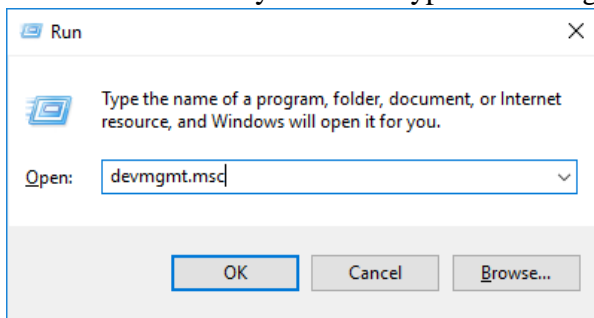 Run
Type the name of a program, folder, document, or Internet
resource, and Windows will open it for you.
Open: devmgmt.msc
OK Cancel Browse...